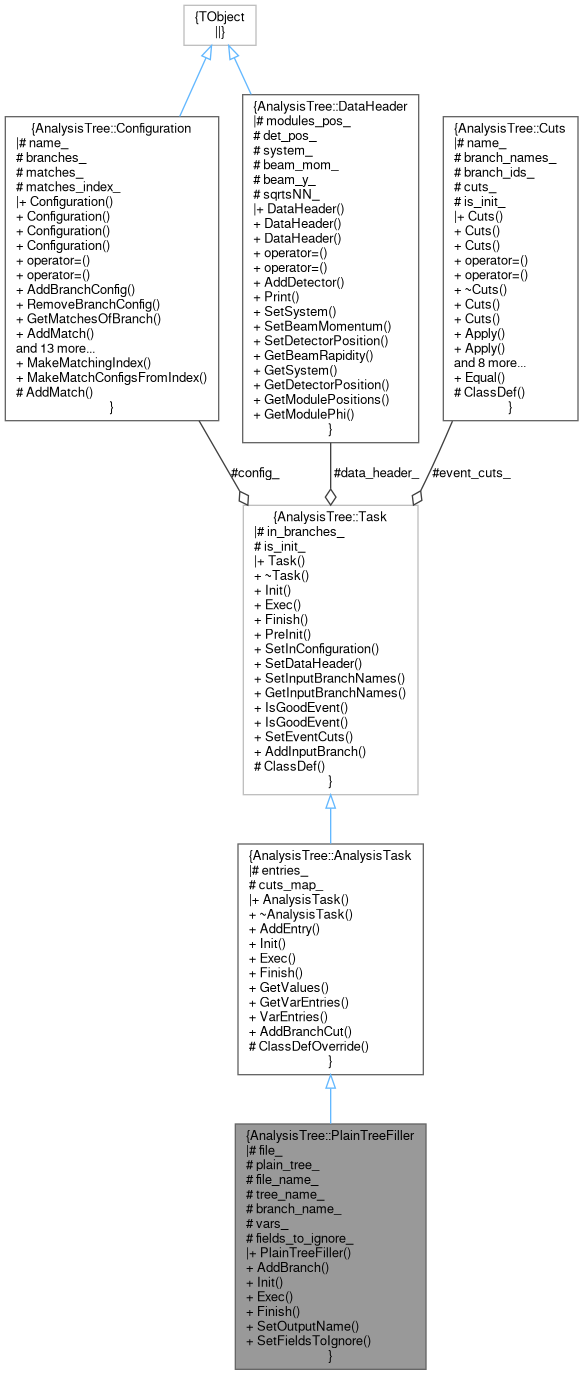 {TObject
||}
{AnalysisTree::Configuration
|# name_
# branches_
# matches_
# matches_index_
|+ Configuration()
+ Configuration()
+ Configuration()
+ Configuration()
+ operator=()
+ operator=()
+ AddBranchConfig()
+ RemoveBranchConfig()
+ GetMatchesOfBranch()
+ AddMatch()
and 13 more...
+ MakeMatchingIndex()
+ MakeMatchConfigsFromIndex()
# AddMatch()
}
{AnalysisTree::DataHeader
|# modules_pos_
# det_pos_
# system_
# beam_mom_
# beam_y_
# sqrtsNN_
|+ DataHeader()
+ DataHeader()
+ DataHeader()
+ operator=()
+ operator=()
+ AddDetector()
+ Print()
+ SetSystem()
+ SetBeamMomentum()
+ SetDetectorPosition()
+ GetBeamRapidity()
+ GetSystem()
+ GetDetectorPosition()
+ GetModulePositions()
+ GetModulePhi()
}
{AnalysisTree::Cuts
|# name_
# branch_names_
# branch_ids_
# cuts_
# is_init_
|+ Cuts()
+ Cuts()
+ Cuts()
+ operator=()
+ operator=()
+ ~Cuts()
+ Cuts()
+ Cuts()
+ Apply()
+ Apply()
and 8 more...
+ Equal()
# ClassDef()
}
#config_
#data_header_
#event_cuts_
{AnalysisTree::Task
|# in_branches_
# is_init_
|+ Task()
+ ~Task()
+ Init()
+ Exec()
+ Finish()
+ PreInit()
+ SetInConfiguration()
+ SetDataHeader()
+ SetInputBranchNames()
+ GetInputBranchNames()
+ IsGoodEvent()
+ IsGoodEvent()
+ SetEventCuts()
+ AddInputBranch()
# ClassDef()
}
{AnalysisTree::AnalysisTask
|# entries_
# cuts_map_
|+ AnalysisTask()
+ ~AnalysisTask()
+ AddEntry()
+ Init()
+ Exec()
+ Finish()
+ GetValues()
+ GetVarEntries()
+ VarEntries()
+ AddBranchCut()
# ClassDefOverride()
}
{AnalysisTree::PlainTreeFiller
|# file_
# plain_tree_
# file_name_
# tree_name_
# branch_name_
# vars_
# fields_to_ignore_
|+ PlainTreeFiller()
+ AddBranch()
+ Init()
+ Exec()
+ Finish()
+ SetOutputName()
+ SetFieldsToIgnore()
}